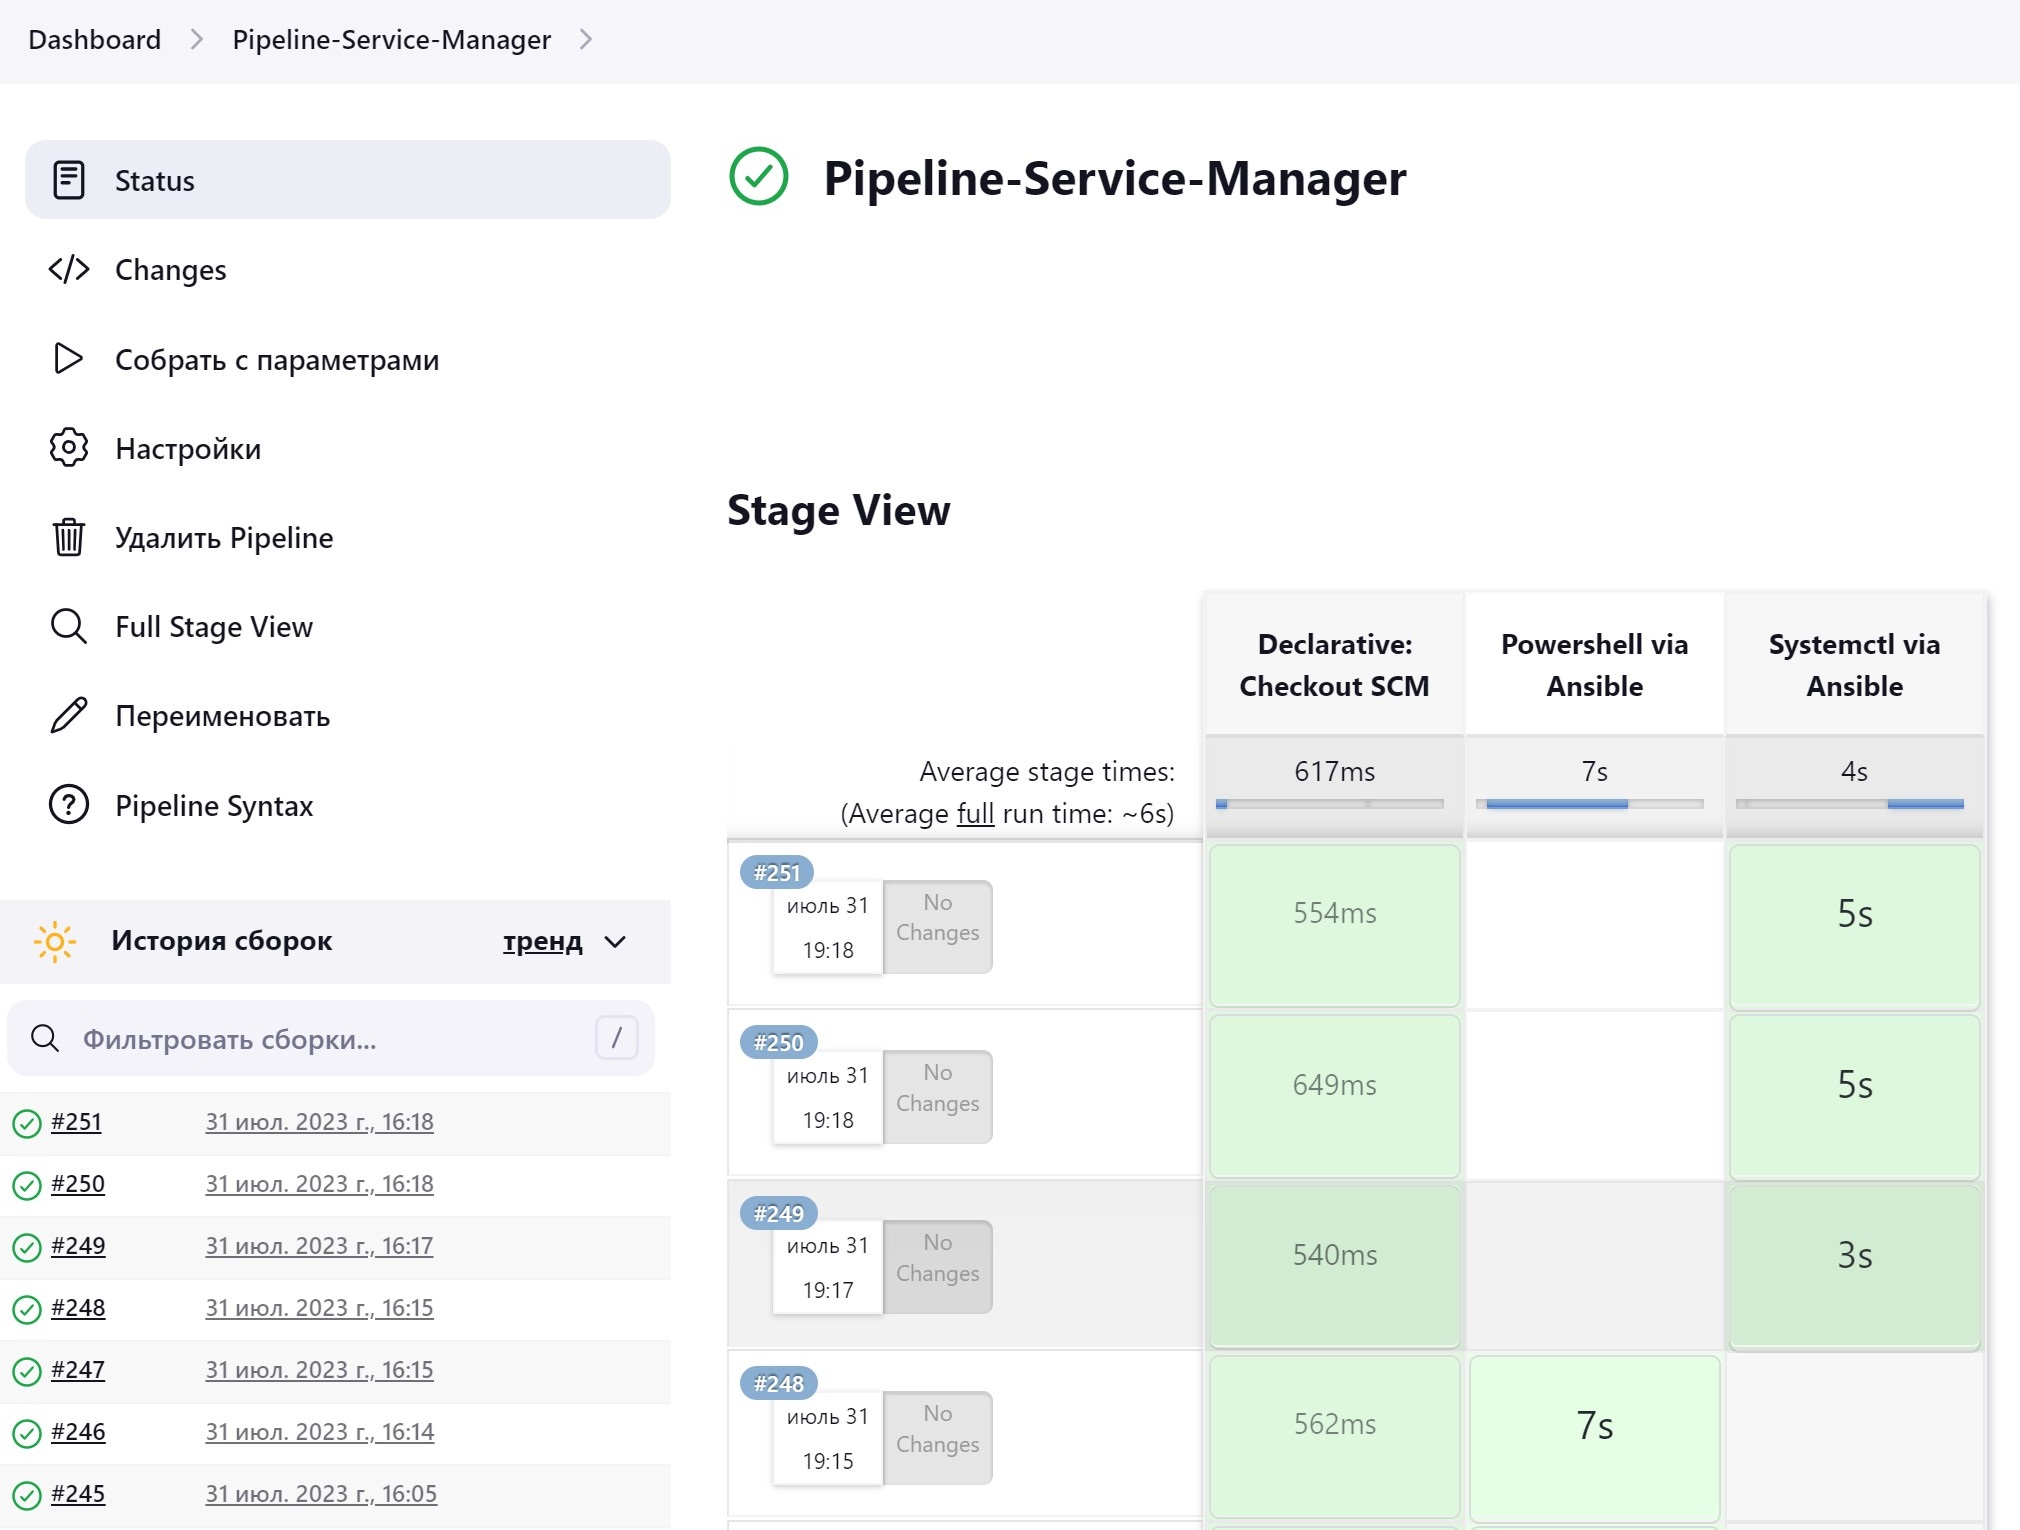 Dashboard
Pipeline-Service-Manager
Status
Changes
Собрать с параметрами
Настройки
Удалить Pipeline
Full Stage View
Переименовать
Pipeline Syntax
История сборок
тренд
Фильтровать сборки...
/
#251 31 июл. 2023 г., 16:18
#250 31 июл. 2023 г., 16:18
#249 31 июл. 2023 г., 16:17
#248 31 июл. 2023 г., 16:15
#247 31 июл. 2023 г., 16:15
#246 31 июл. 2023 г., 16:14
#245 31 июл. 2023 г., 16:05
Pipeline-Service-Manager
Stage View
Declarative:
Checkout SCM
Powershell via
Ansible
Systemctl via
Ansible
Average stage times:
(Average full run time: ~6s)
617ms
7s
4s
#251
июль 31
19:18
No
Changes
554ms
5s
#250
июль 31
19:18
No
Changes
649ms
5s
#249
июль 31
19:17
No
Changes
540ms
3s
#248
июль 31
19:15
No
Changes
562ms
7s